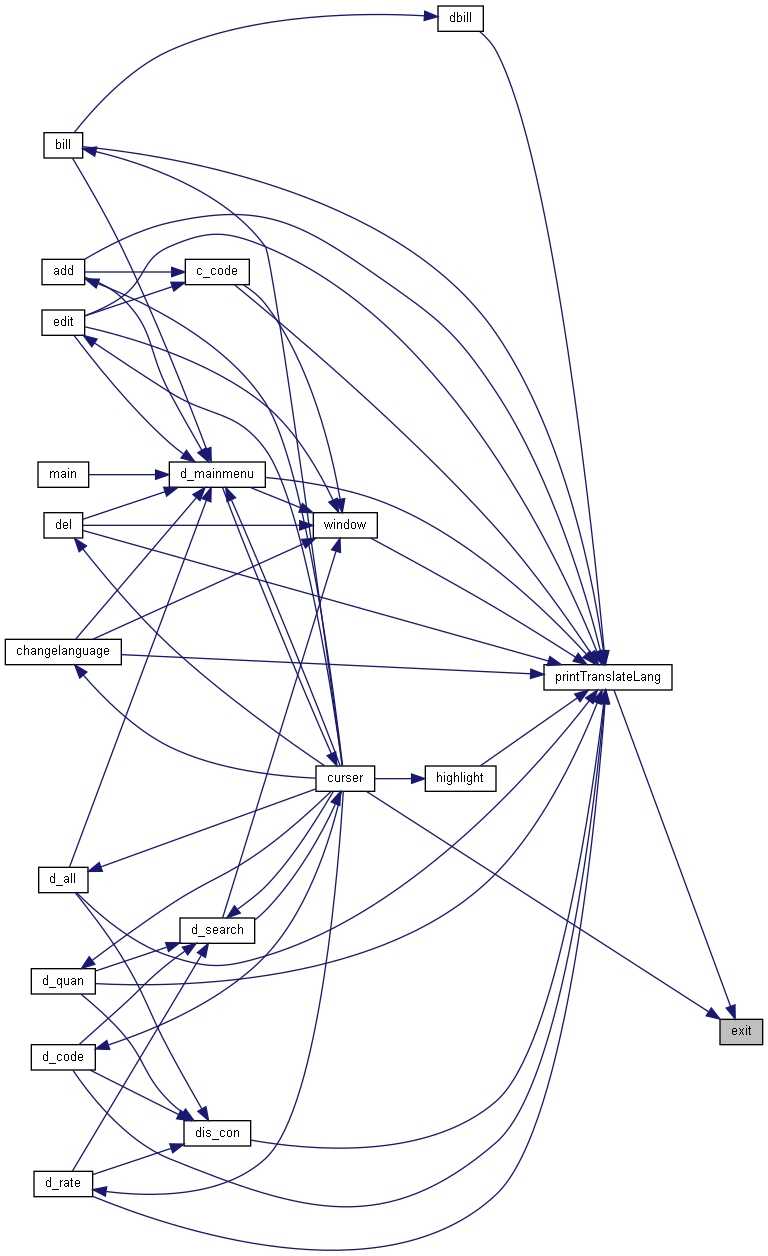 dbill
bill
add
c_code
edit
main
d_mainmenu
del
window
changelanguage
printTranslateLang
curser
highlight
d_all
d_search
d_quan
exit
d_code
dis_con
d_rate